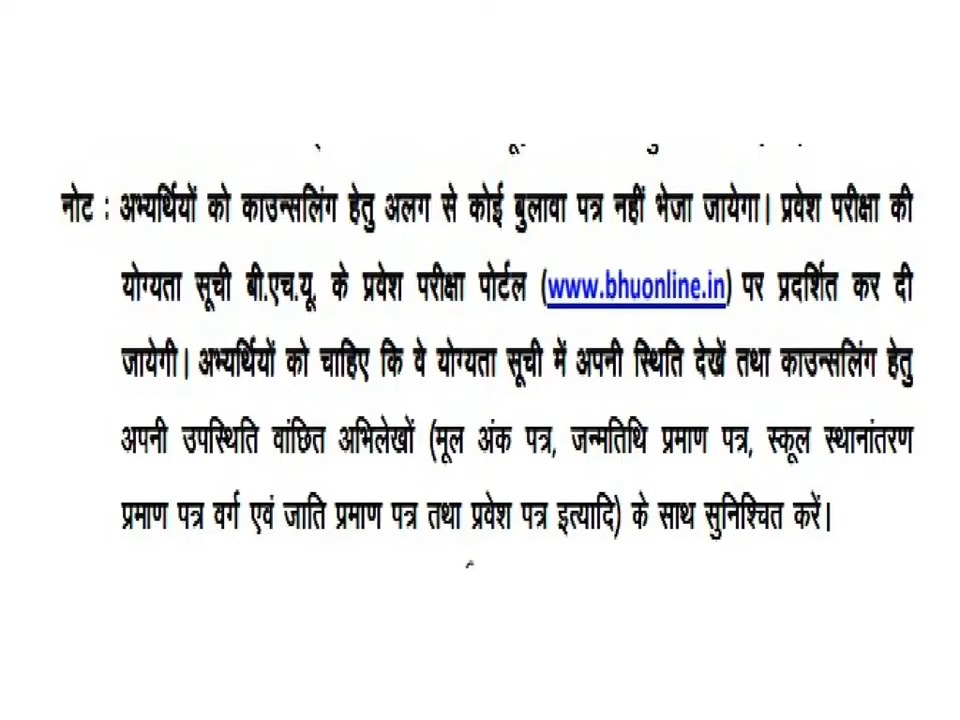 नोट : अभ्यर्थियों को काउन्सलिंग हेतु अलग से कोई बुलावा पत्र नहीं भेजा जायेगा। प्रवेश परीक्षा की
योग्यता सूची बी.एच.यू. के प्रवेश परीक्षा पोर्टल (www.bhuonline.in) पर प्रदर्शित कर दी
जायेगी। अभ्यर्थियों को चाहिए कि वे योग्यता सूची में अपनी स्थिति देखें तथा काउन्सलिंग हेतु
अपनी उपस्थिति वांछित अभिलेखों (मूल अंक पत्र, जन्मतिथि प्रमाण पत्र, स्कूल स्थानांतरण
प्रमाण पत्र वर्ग एवं जाति प्रमाण पत्र तथा प्रवेश पत्र इत्यादि) के साथ सुनिश्चित करें।